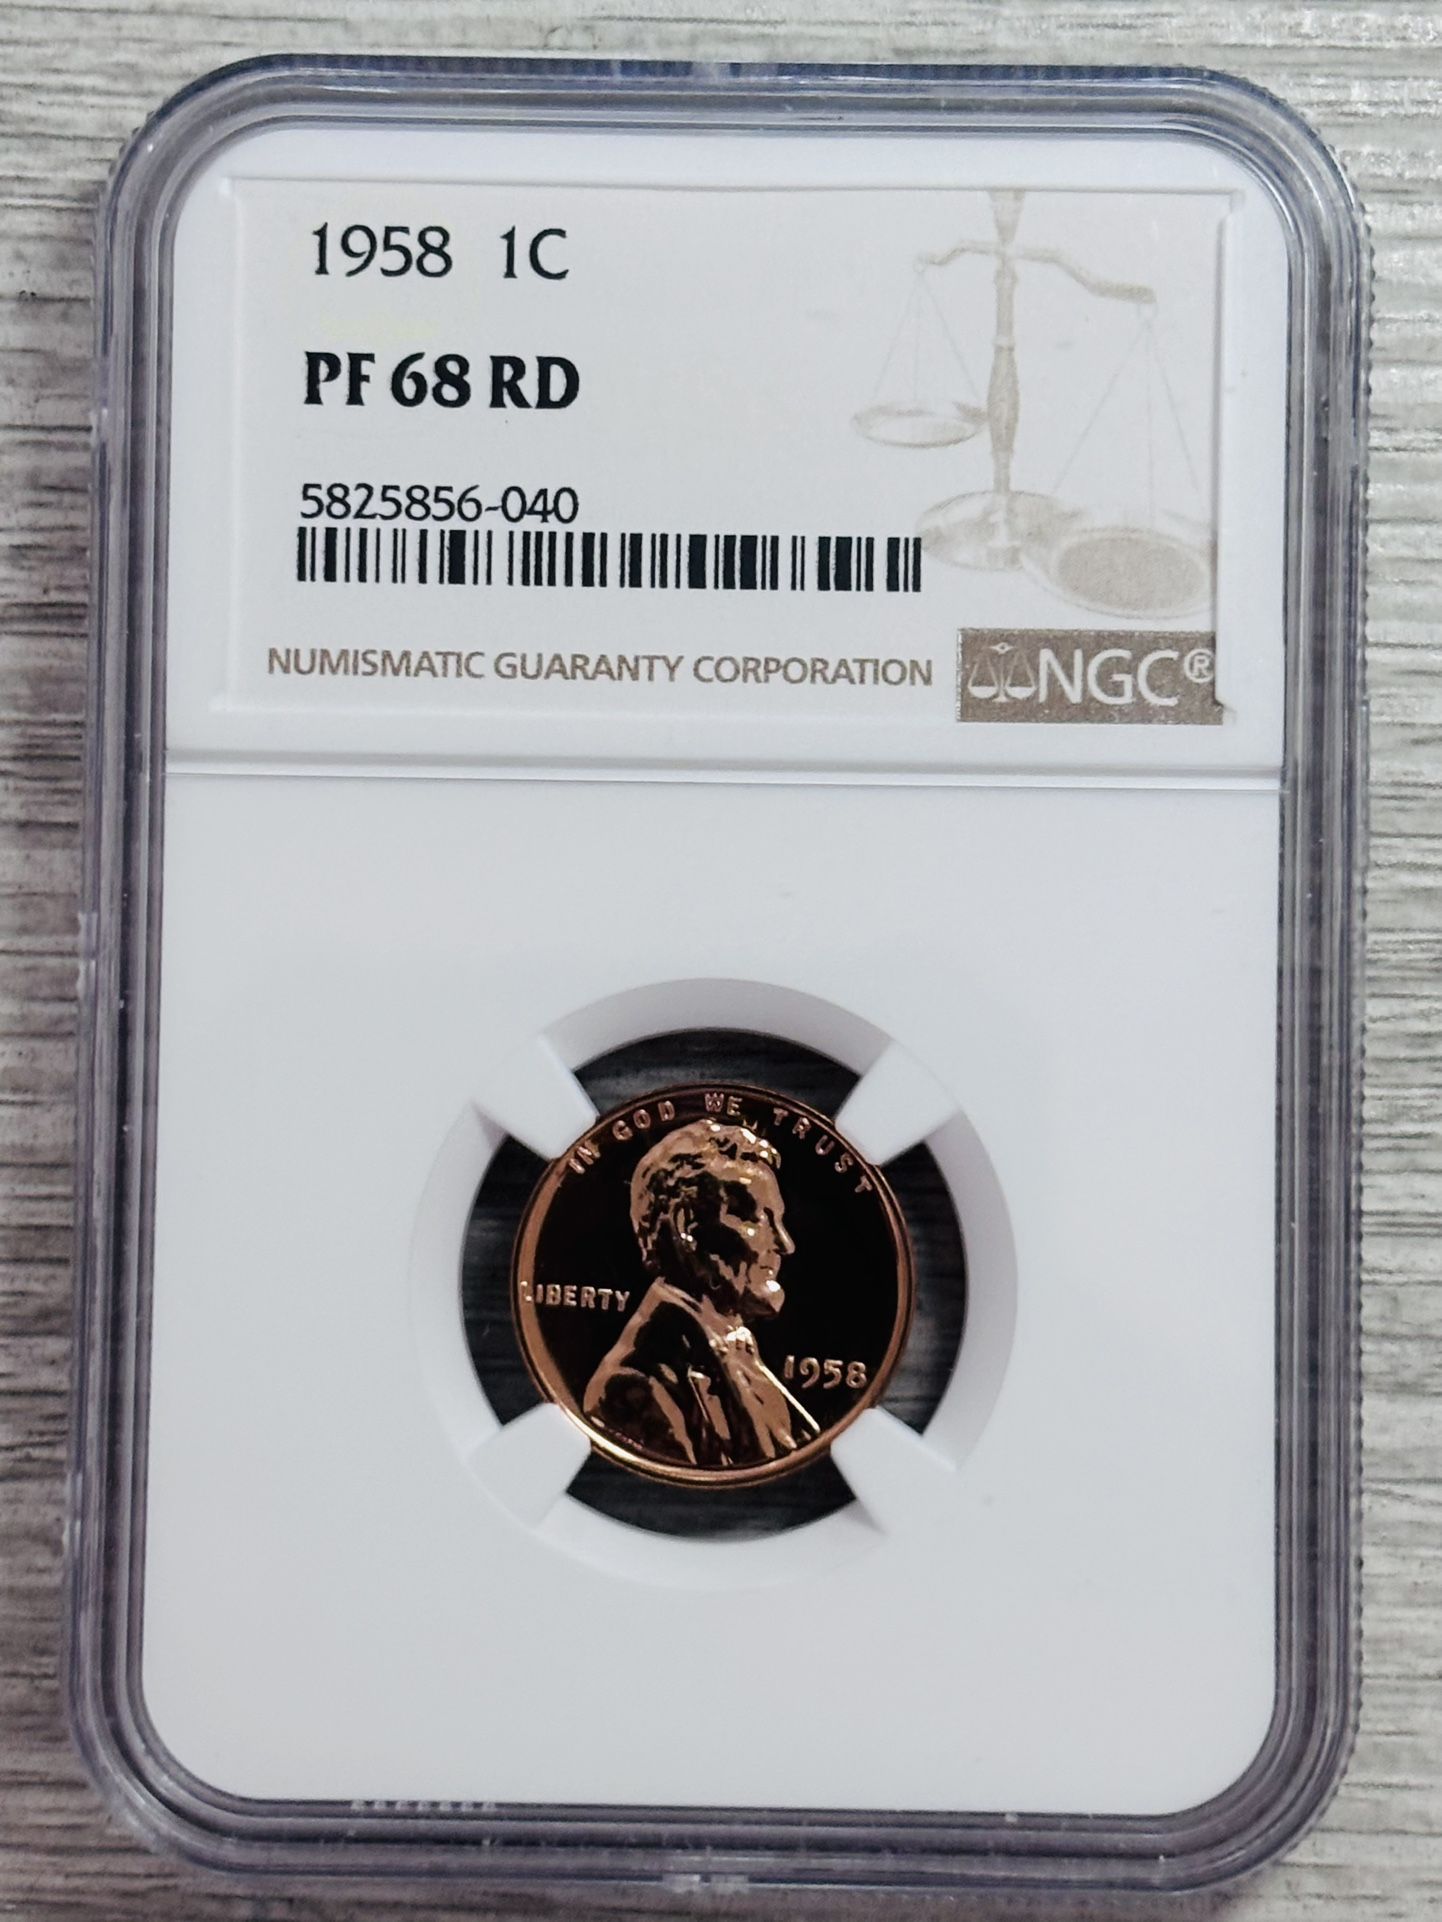 1958 1C
PF 68 RD
5825856-040
NUMISMATIC GUARANTY CORPORATION
NGC®
IN GOD WE TRUST
LIBERTY
1958